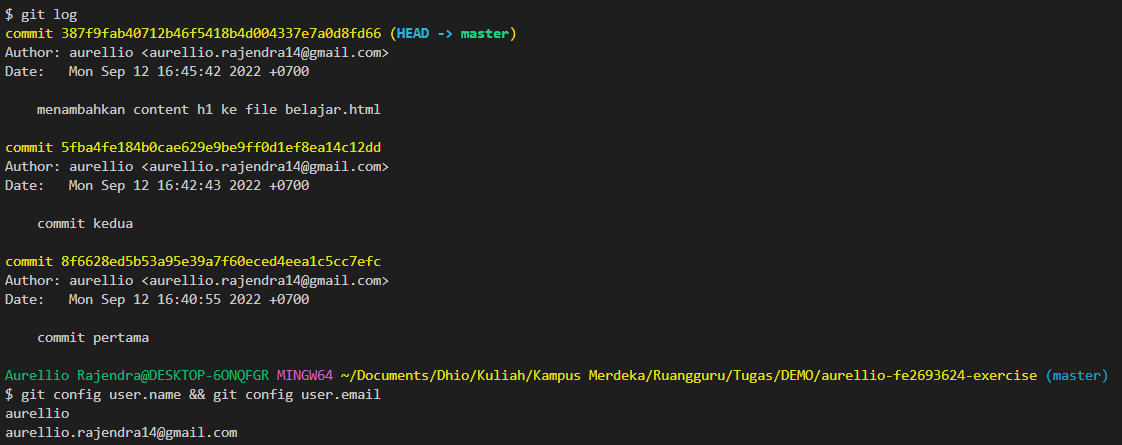 $ git log
commit 387f9fab40712b46f5418b4d004337e7a0d8fd66 (HEAD -> master)
Author: aurellio <aurellio.rajendra14@gmail.com>
Date:   Mon Sep 12 16:45:42 2022 +0700
    menambahkan content h1 ke file belajar.html
commit 5fba4fe184b0cae629e9be9ff0d1ef8ea14c12dd
Author: aurellio <aurellio.rajendra14@gmail.com>
Date:   Mon Sep 12 16:42:43 2022 +0700
    commit kedua
commit 8f6628ed5b53a95e39a7f60eced4eea1c5cc7efc
Author: aurellio <aurellio.rajendra14@gmail.com>
Date:   Mon Sep 12 16:40:55 2022 +0700
    commit pertama
Aurellio Rajendra@DESKTOP-6ONQFGR MINGW64 ~/Documents/Dhio/Kuliah/Kampus Merdeka/Ruangguru/Tugas/DEMO/aurellio-fe2693624-exercise (master)
$ git config user.name && git config user.email
aurellio
aurellio.rajendra14@gmail.com